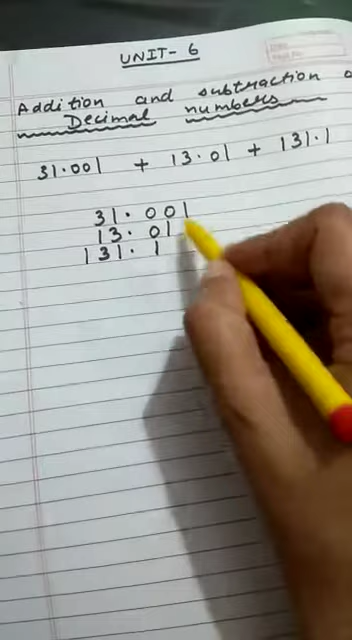 UNIT- 6
Addition and subtraction o
Decimal numbers
31.001 + 13.01 + 131.1
31.001
13.01
131.1